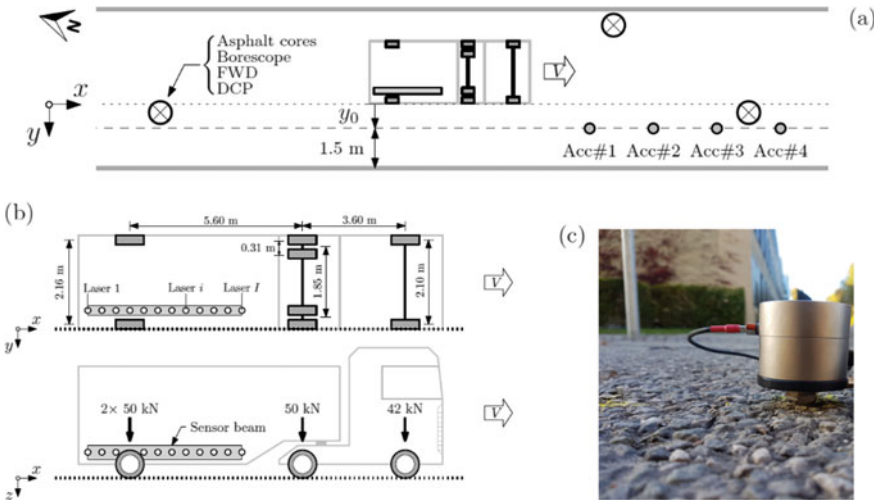 (a)
N
Asphalt cores
Borescope
FWD
DCP
V
x
y
y₀
1.5 m
Acc#1 Acc#2 Acc#3 Acc#4
(b)
5.60 m 3.60 m
0.31 m
2.16 m
1.85 m
2.10 m
Laser 1 Laser i Laser I
V
x
y
2× 50 kN 50 kN 42 kN
Sensor beam
V
x
z
(c)